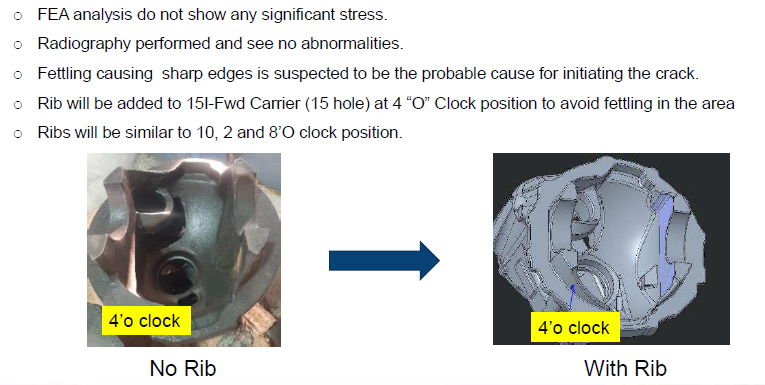 FEA analysis do not show any significant stress.
Radiography performed and see no abnormalities.
Fettling causing sharp edges is suspected to be the probable cause for initiating the crack.
Rib will be added to 15I-Fwd Carrier (15 hole) at 4 “O” Clock position to avoid fettling in the area
Ribs will be similar to 10, 2 and 8’O clock position.
4’o clock
4’o clock
No Rib
With Rib